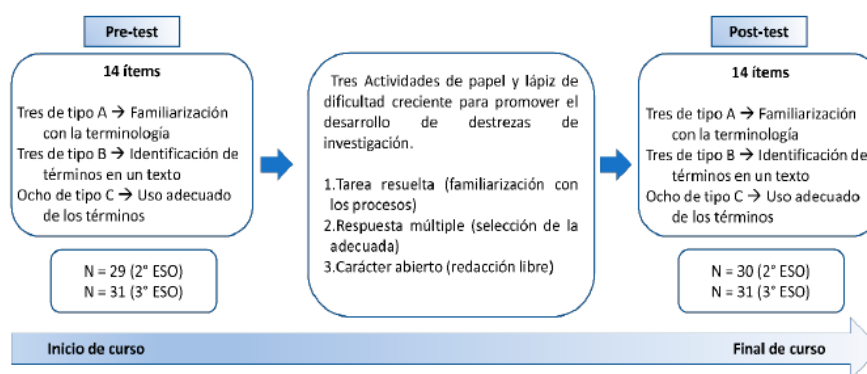 Pre-test
14 ítems
Tres de tipo A → Familiarización
con la terminología
Tres de tipo B → Identificación de
términos en un texto
Ocho de tipo C → Uso adecuado
de los términos
N = 29 (2° ESO)
N = 31 (3° ESO)
Tres Actividades de papel y lápiz de
dificultad creciente para promover el
desarrollo de destrezas de
investigación.
1.Tarea resuelta (familiarización con
los procesos)
2.Respuesta múltiple (selección de la
adecuada)
3.Carácter abierto (redacción libre)
Post-test
14 ítems
Tres de tipo A → Familiarización
con la terminología
Tres de tipo B → Identificación de
términos en un texto
Ocho de tipo C → Uso adecuado
de los términos
N = 30 (2° ESO)
N = 31 (3° ESO)
Inicio de curso
Final de curso